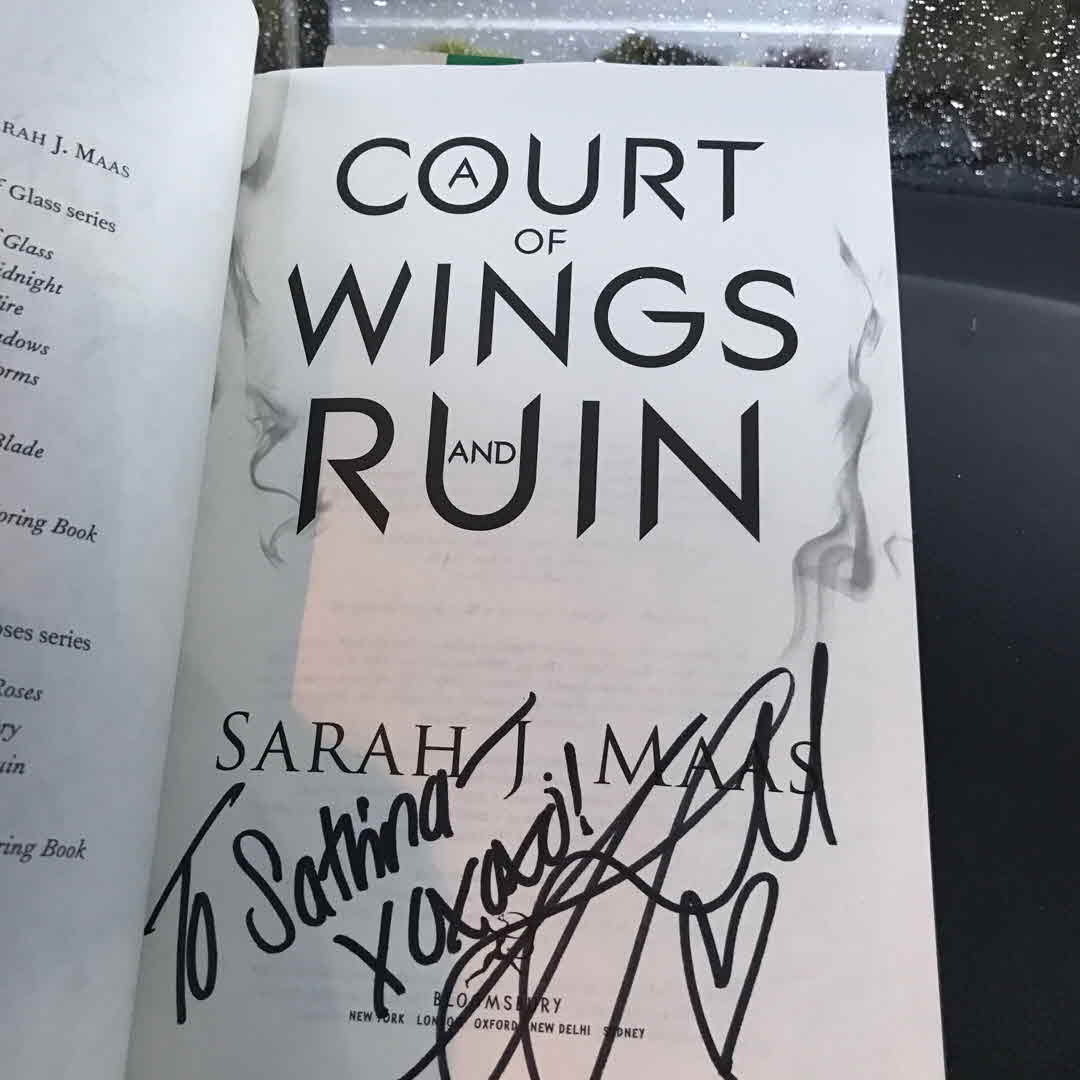 RAH J. MAAS
Glass series
Glass
idnight
ire
adows
orms
Blade
oring Book
oses series
Roses
ry
uin
ring Book
A COURT
OF
WINGS
AND
RUIN
SARAH J. MAAS
To Sathina
xoxoxo!
BLOOMSBURY
NEW YORK LONDON OXFORD NEW DELHI SYDNEY